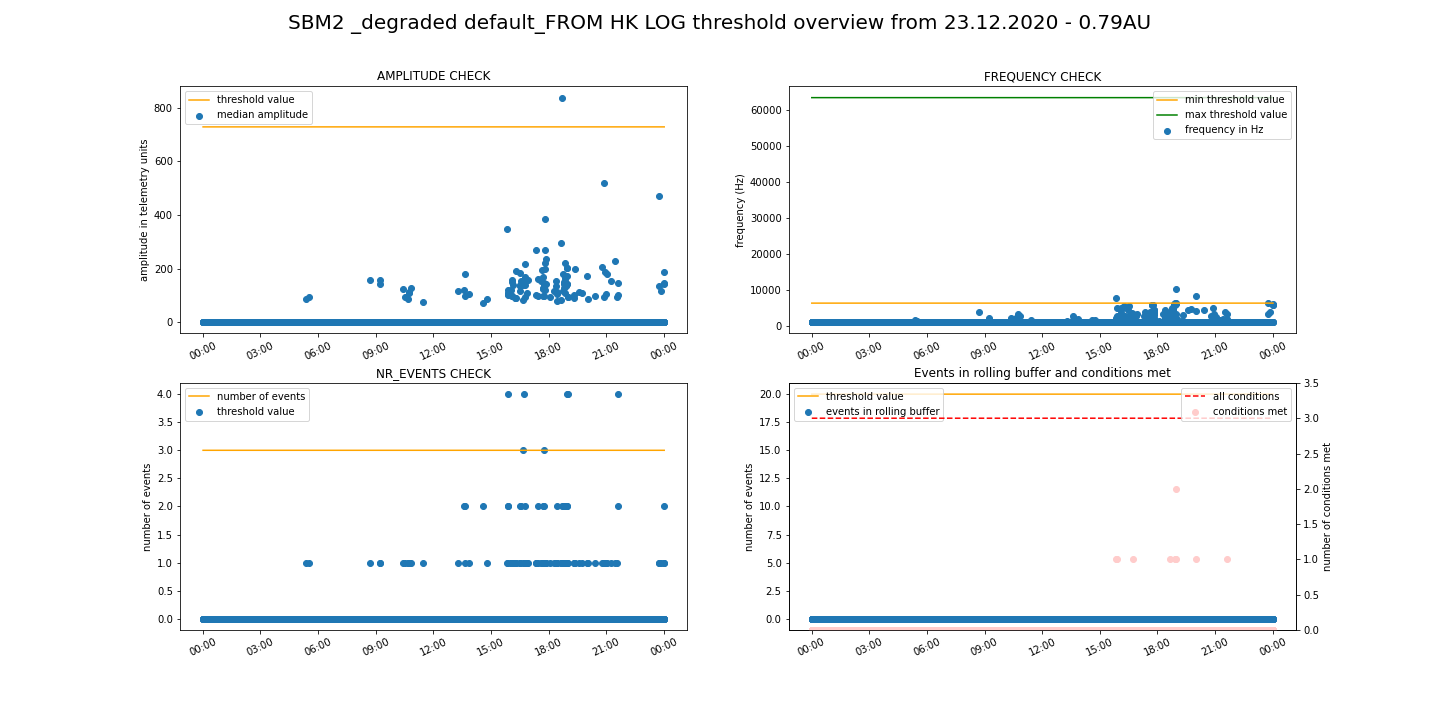 SBM2 _degraded default_FROM HK LOG threshold overview from 23.12.2020 - 0.79AU
AMPLITUDE CHECK
threshold value
median amplitude
amplitude in telemetry units
800
600
400
200
0
00:00 03:00 06:00 09:00 12:00 15:00 18:00 21:00 00:00
FREQUENCY CHECK
min threshold value
max threshold value
frequency in Hz
frequency (Hz)
60000
50000
40000
30000
20000
10000
0
00:00 03:00 06:00 09:00 12:00 15:00 18:00 21:00 00:00
NR_EVENTS CHECK
number of events
threshold value
number of events
4.0
3.5
3.0
2.5
2.0
1.5
1.0
0.5
0.0
00:00 03:00 06:00 09:00 12:00 15:00 18:00 21:00 00:00
Events in rolling buffer and conditions met
threshold value
events in rolling buffer
all conditions
conditions met
number of events
20.0
17.5
15.0
12.5
10.0
7.5
5.0
2.5
0.0
00:00 03:00 06:00 09:00 12:00 15:00 18:00 21:00 00:00
3.5
3.0
2.5
2.0
1.5
1.0
0.5
0.0
number of conditions met